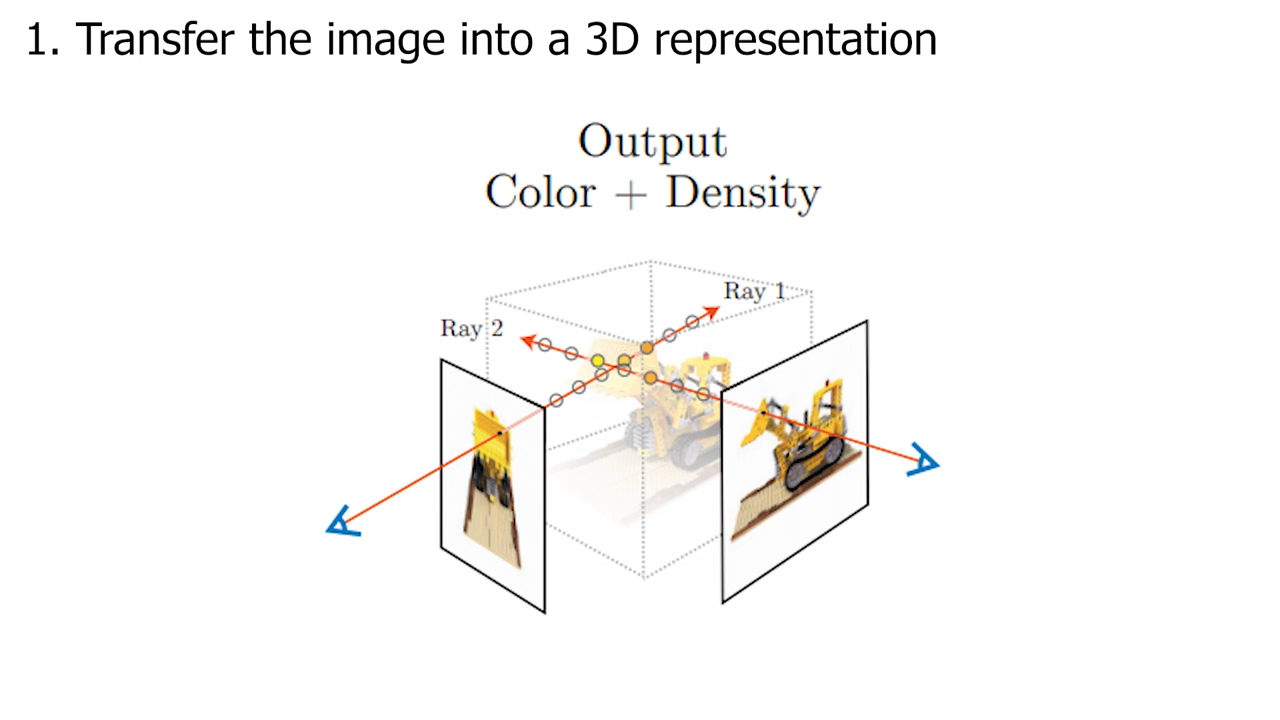 1. Transfer the image into a 3D representation
Output
Color + Density
Ray 1
Ray 2